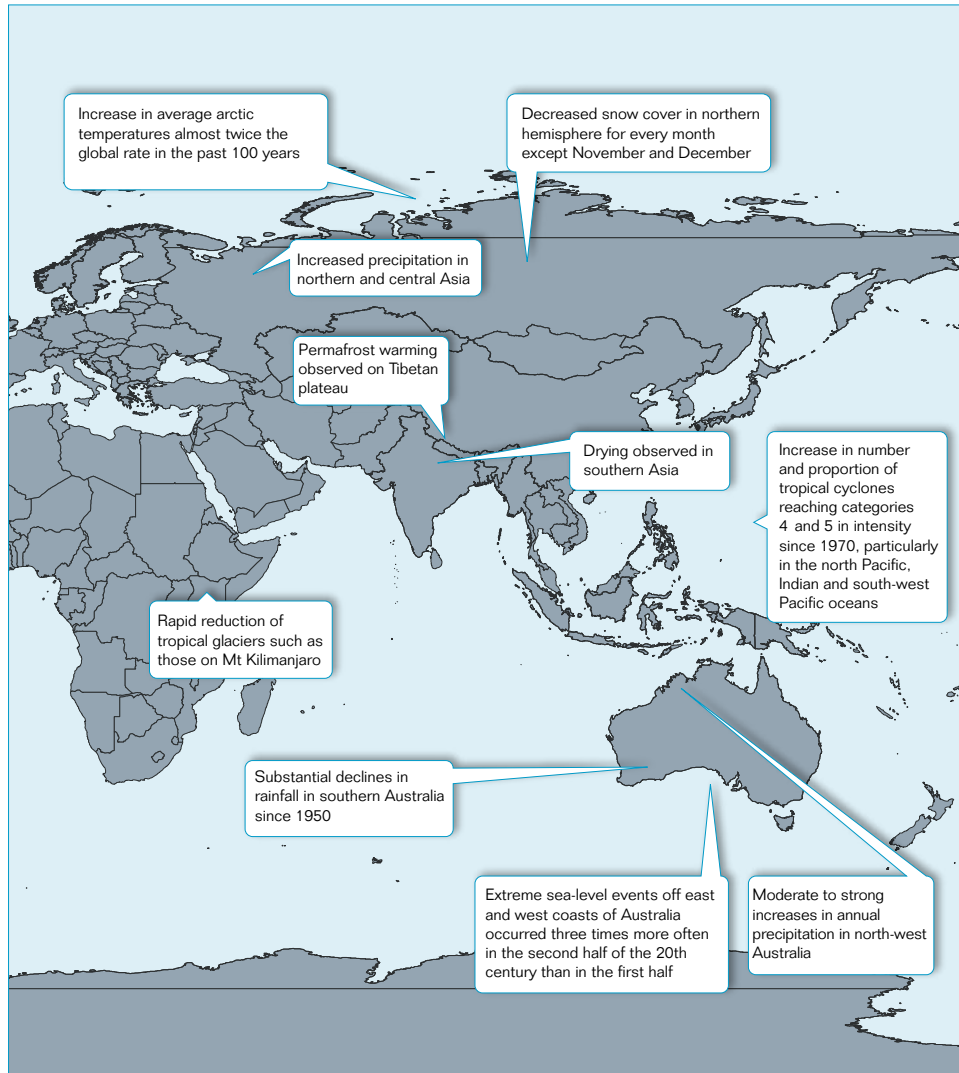 Increase in average arctic
temperatures almost twice the
global rate in the past 100 years
Decreased snow cover in northern
hemisphere for every month
except November and December
Increased precipitation in
northern and central Asia
Permafrost warming
observed on Tibetan
plateau
Drying observed in
southern Asia
Increase in number
and proportion of
tropical cyclones
reaching categories
4 and 5 in intensity
since 1970, particularly
in the north Pacific,
Indian and south-west
Pacific oceans
Rapid reduction of
tropical glaciers such as
those on Mt Kilimanjaro
Substantial declines in
rainfall in southern Australia
since 1950
Extreme sea-level events off east
and west coasts of Australia
occurred three times more often
in the second half of the 20th
century than in the first half
Moderate to strong
increases in annual
precipitation in north-west
Australia